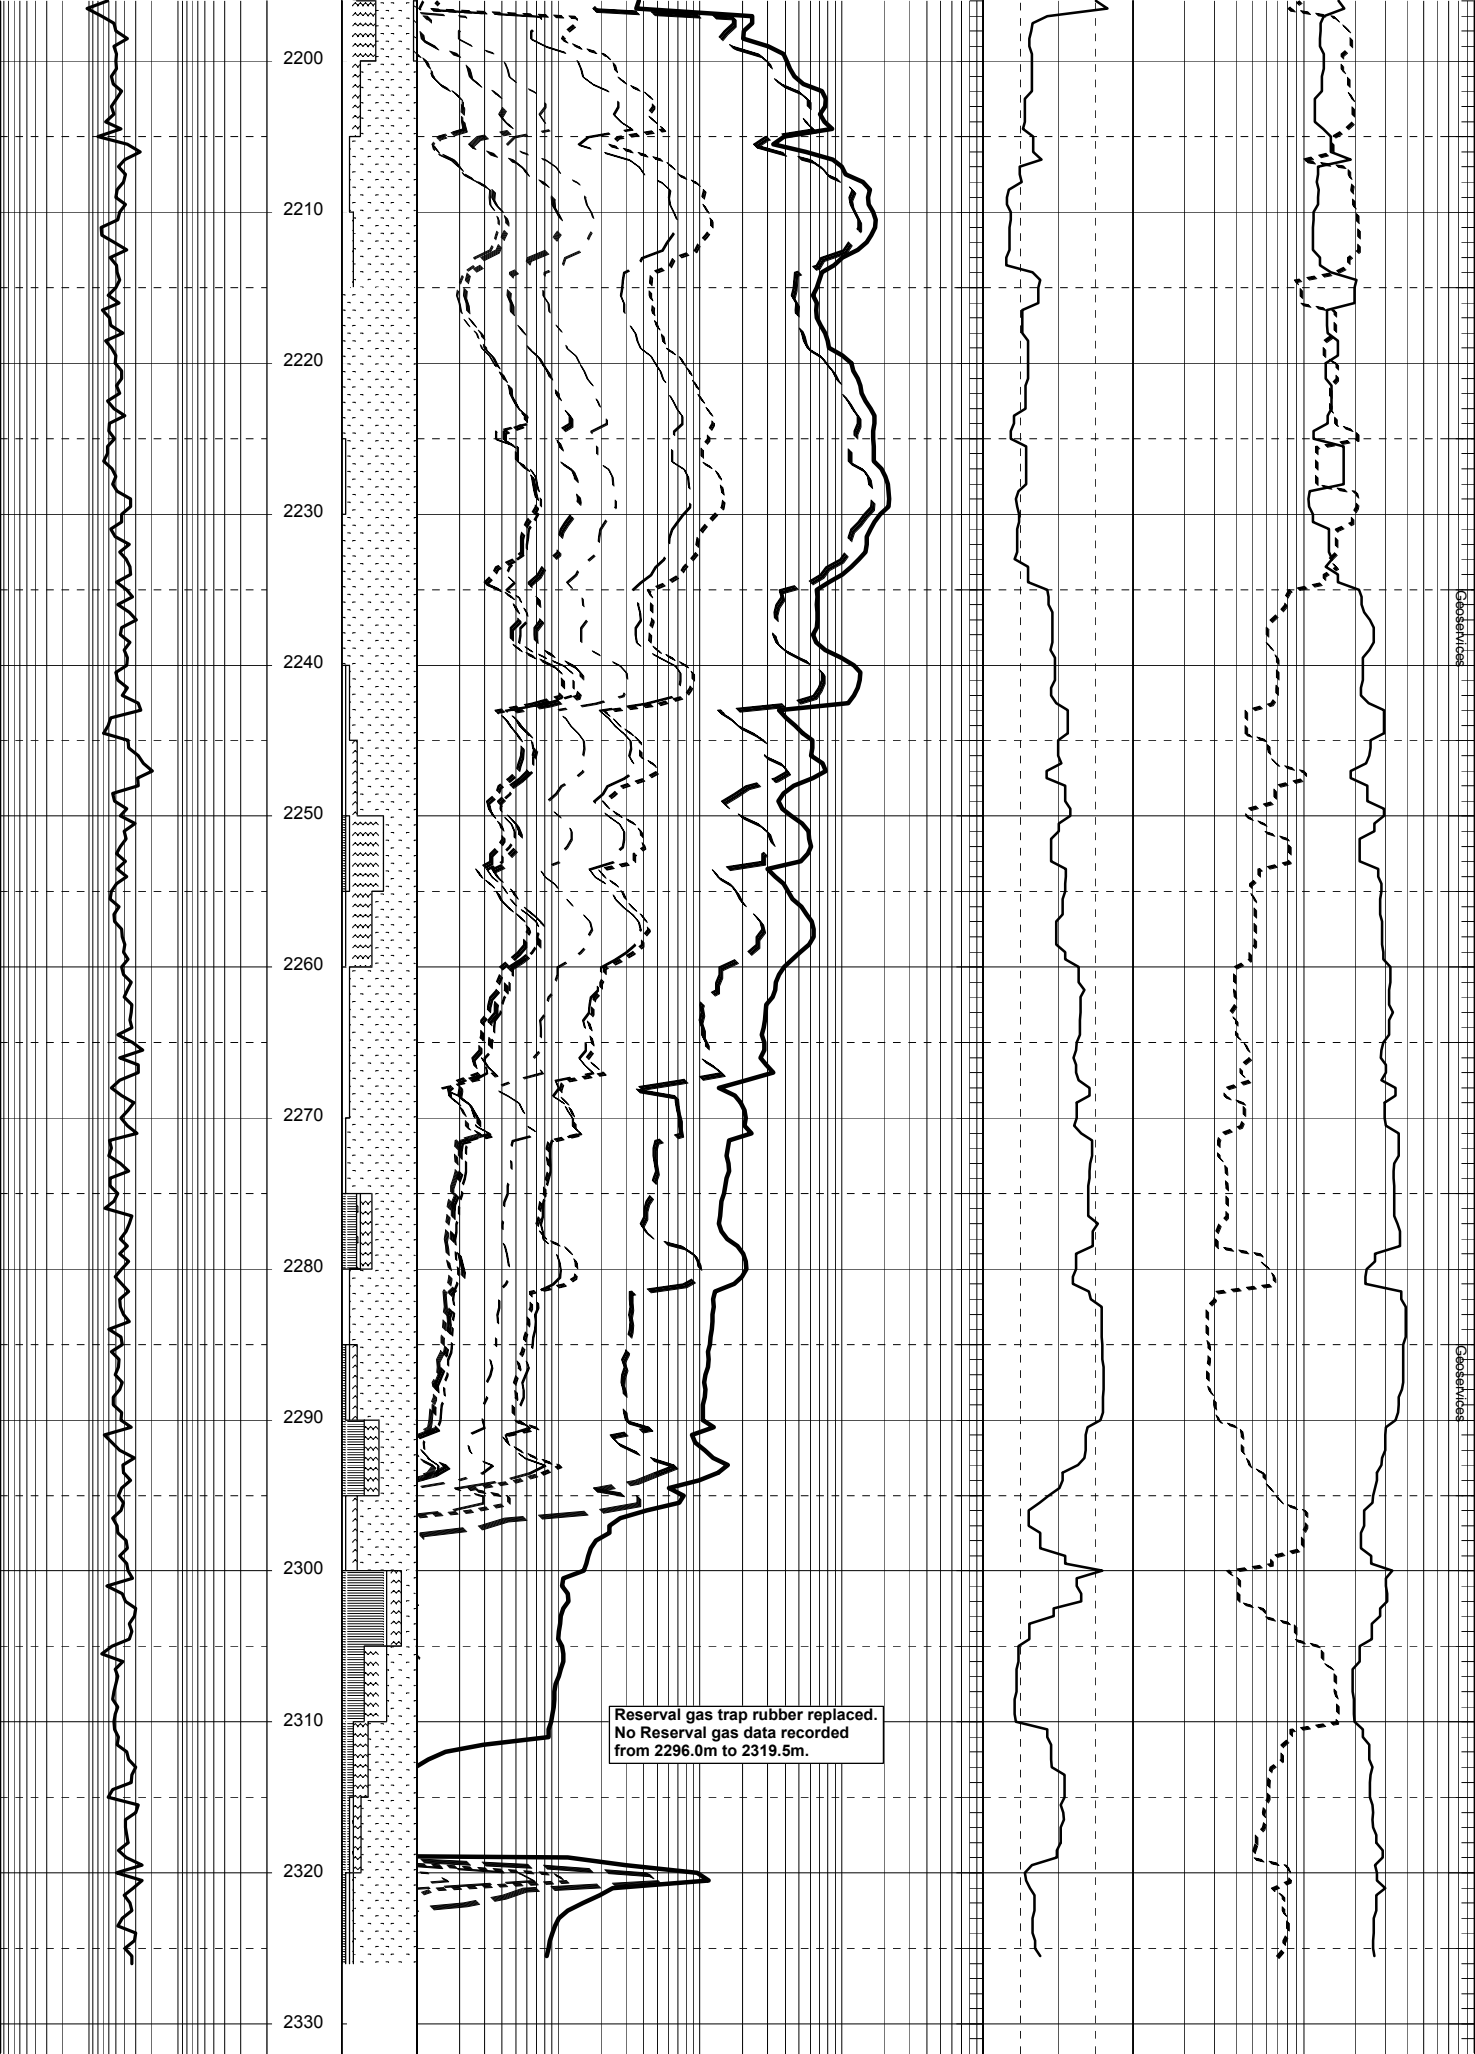 2200
2210
2220
2230
Geoservices
2240
2250
2260
2270
2280
Geoservices
2290
2300
2310
Reserval gas trap rubber replaced.
No Reserval gas data recorded
from 2296.0m to 2319.5m.
2320
2330